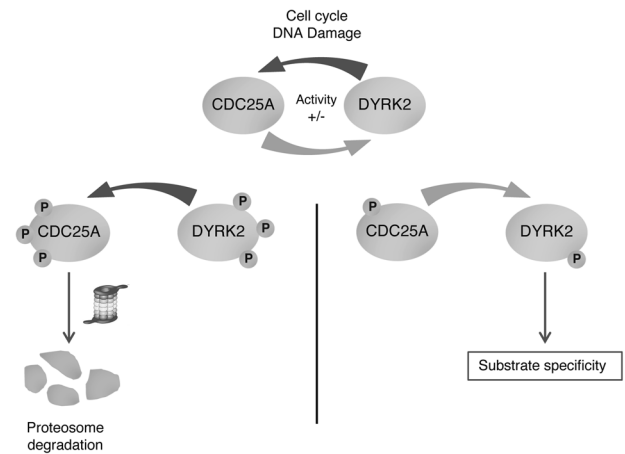 Cell cycle
DNA Damage
CDC25A
Activity
+/-
DYRK2
P
P
P
CDC25A
DYRK2
P
P
P
P
CDC25A
DYRK2
P
Substrate specificity
Proteosome
degradation